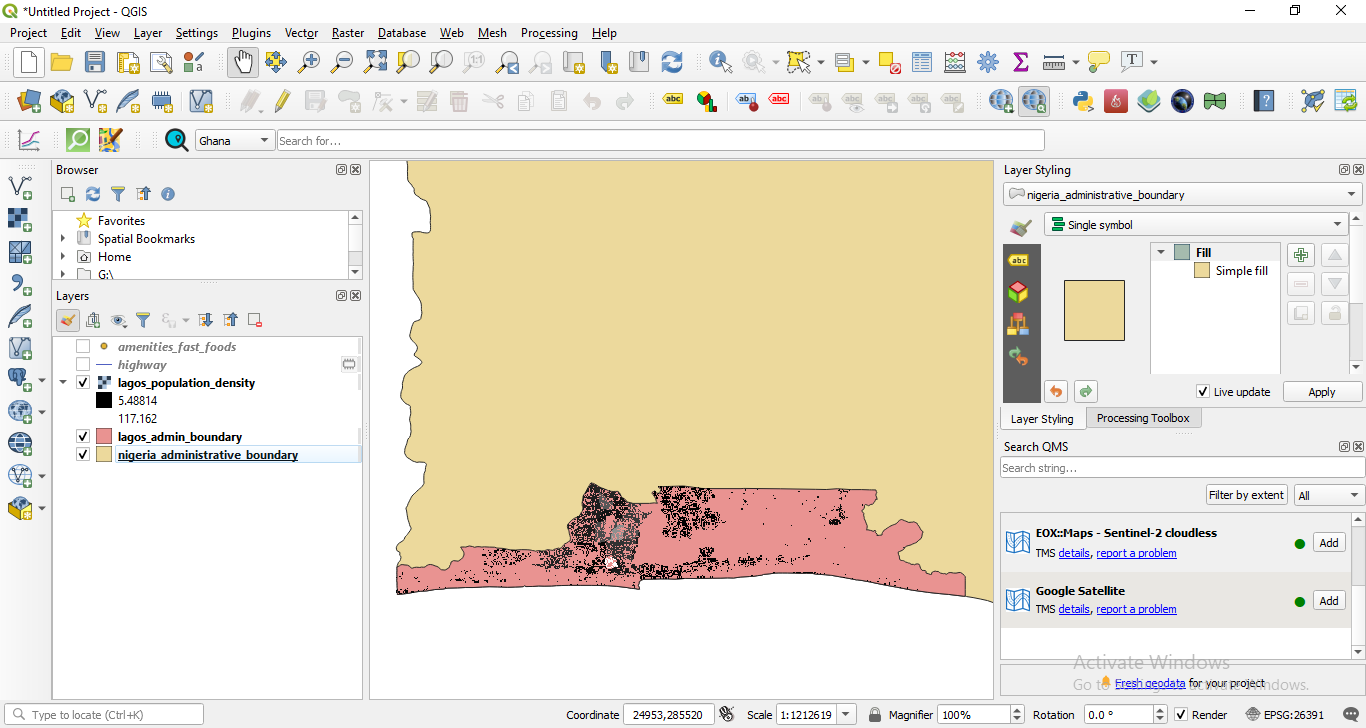 *Untitled Project - QGIS
Project Edit View Layer Settings Plugins Vector Raster Database Web Mesh Processing Help
Ghana Search for...
Browser
Favorites
Spatial Bookmarks
Home
G:\
Layers
amenities_fast_foods
highway
lagos_population_density
5.48814
117.162
lagos_admin_boundary
nigeria_administrative_boundary
Layer Styling
nigeria_administrative_boundary
Single symbol
Fill
Simple fill
Live update Apply
Layer Styling Processing Toolbox
Search QMS
Search string...
Filter by extent All
EOX::Maps - Sentinel-2 cloudless
TMS details, report a problem
Add
Google Satellite
TMS details, report a problem
Add
Activate Windows
Fresh geodata for your project
Type to locate (Ctrl+K) Coordinate 24953,285520 Scale 1:1212619 Magnifier 100% Rotation 0.0 ° Render EPSG:26391